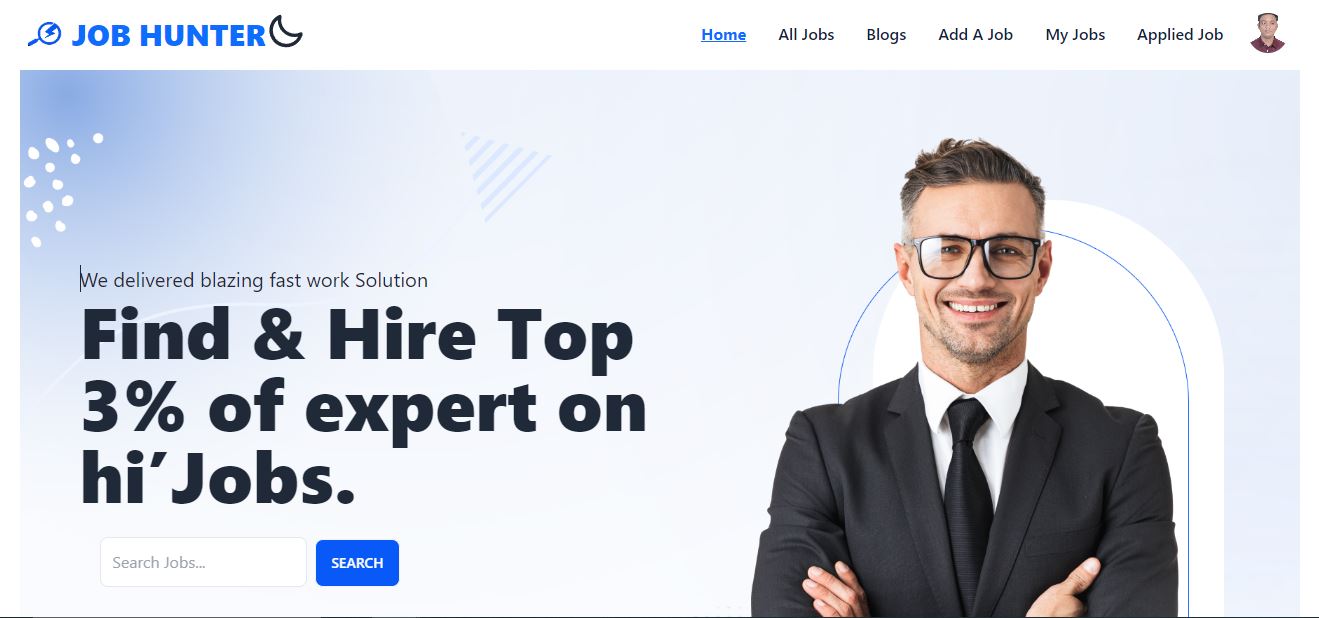 JOB HUNTER
Home All Jobs Blogs Add A Job My Jobs Applied Job
We delivered blazing fast work Solution
Find & Hire Top
3% of expert on
hi’Jobs.
Search Jobs...
SEARCH